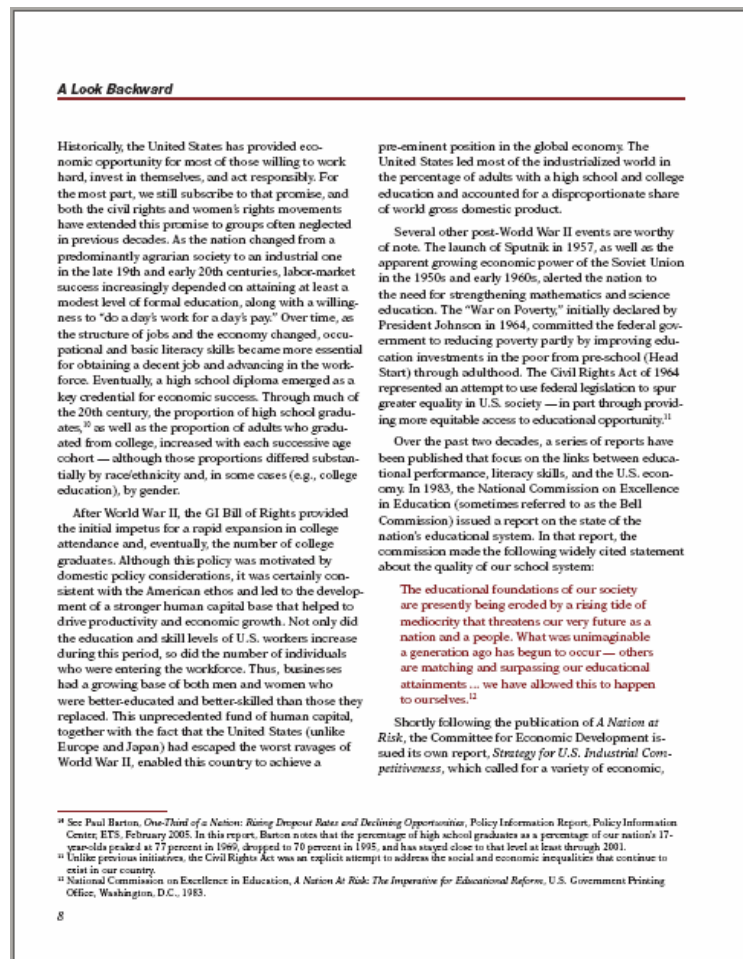 A Look Backward
Historically, the United States has provided eco-
nomic opportunity for most of those willing to work
hard, invest in themselves, and act responsibly. For
the most part, we still subscribe to that promise, and
both the civil rights and women's rights movements
have extended this promise to groups often neglected
in previous decades. As the nation changed from a
predominantly agrarian society to an industrial one
in the late 19th and early 20th centuries, labor-market
success increasingly depended on attaining at least a
modest level of formal education, along with a willing-
ness to "do a day's work for a day's pay." Over time, as
the structure of jobs and the economy changed, occu-
pational and basic literacy skills became more essential
for obtaining a decent job and advancing in the work-
force. Eventually, a high school diploma emerged as a
key credential for economic success. Through much of
the 20th century, the proportion of high school gradu-
ates,10 as well as the proportion of adults who gradu-
ated from college, increased with each successive age
cohort — although those proportions differed substan-
tially by race/ethnicity and, in some cases (e.g., college
education), by gender.
After World War II, the GI Bill of Rights provided
the initial impetus for a rapid expansion in college
attendance and, eventually, the number of college
graduates. Although this policy was motivated by
domestic policy considerations, it was certainly con-
sistent with the American ethos and led to the develop-
ment of a stronger human capital base that helped to
drive productivity and economic growth. Not only did
the education and skill levels of U.S. workers increase
during this period, so did the number of individuals
who were entering the workforce. Thus, businesses
had a growing base of both men and women who
were better-educated and better-skilled than those they
replaced. This unprecedented fund of human capital,
together with the fact that the United States (unlike
Europe and Japan) had escaped the worst ravages of
World War II, enabled this country to achieve a
pre-eminent position in the global economy. The
United States led most of the industrialized world in
the percentage of adults with a high school and college
education and accounted for a disproportionate share
of world gross domestic product.
Several other post-World War II events are worthy
of note. The launch of Sputnik in 1957, as well as the
apparent growing economic power of the Soviet Union
in the 1950s and early 1960s, alerted the nation to
the need for strengthening mathematics and science
education. The "War on Poverty," initially declared by
President Johnson in 1964, committed the federal gov-
ernment to reducing poverty partly by improving edu-
cation investments in the poor from pre-school (Head
Start) through adulthood. The Civil Rights Act of 1964
represented an attempt to use federal legislation to spur
greater equality in U.S. society — in part through provid-
ing more equitable access to educational opportunity.11
Over the past two decades, a series of reports have
been published that focus on the links between educa-
tional performance, literacy skills, and the U.S. econ-
omy. In 1983, the National Commission on Excellence
in Education (sometimes referred to as the Bell
Commission) issued a report on the state of the
nation's educational system. In that report, the
commission made the following widely cited statement
about the quality of our school system:
The educational foundations of our society
are presently being eroded by a rising tide of
mediocrity that threatens our very future as a
nation and a people. What was unimaginable
a generation ago has begun to occur — others
are matching and surpassing our educational
attainments ... we have allowed this to happen
to ourselves.12
Shortly following the publication of A Nation at
Risk, the Committee for Economic Development is-
sued its own report, Strategy for U.S. Industrial Com-
petitiveness, which called for a variety of economic,
10 See Paul Barton, One-Third of a Nation: Rising Dropout Rates and Declining Opportunities, Policy Information Report, Policy Information
Center, ETS, February 2005. In this report, Barton notes that the percentage of high school graduates as a percentage of our nation's 17-
year-olds peaked at 77 percent in 1969, dropped to 70 percent in 1995, and has stayed close to that level at least through 2001.
11 Unlike previous initiatives, the Civil Rights Act was an explicit attempt to address the social and economic inequalities that continue to
exist in our country.
12 National Commission on Excellence in Education, A Nation At Risk: The Imperative for Educational Reform, U.S. Government Printing
Office, Washington, D.C., 1983.
8